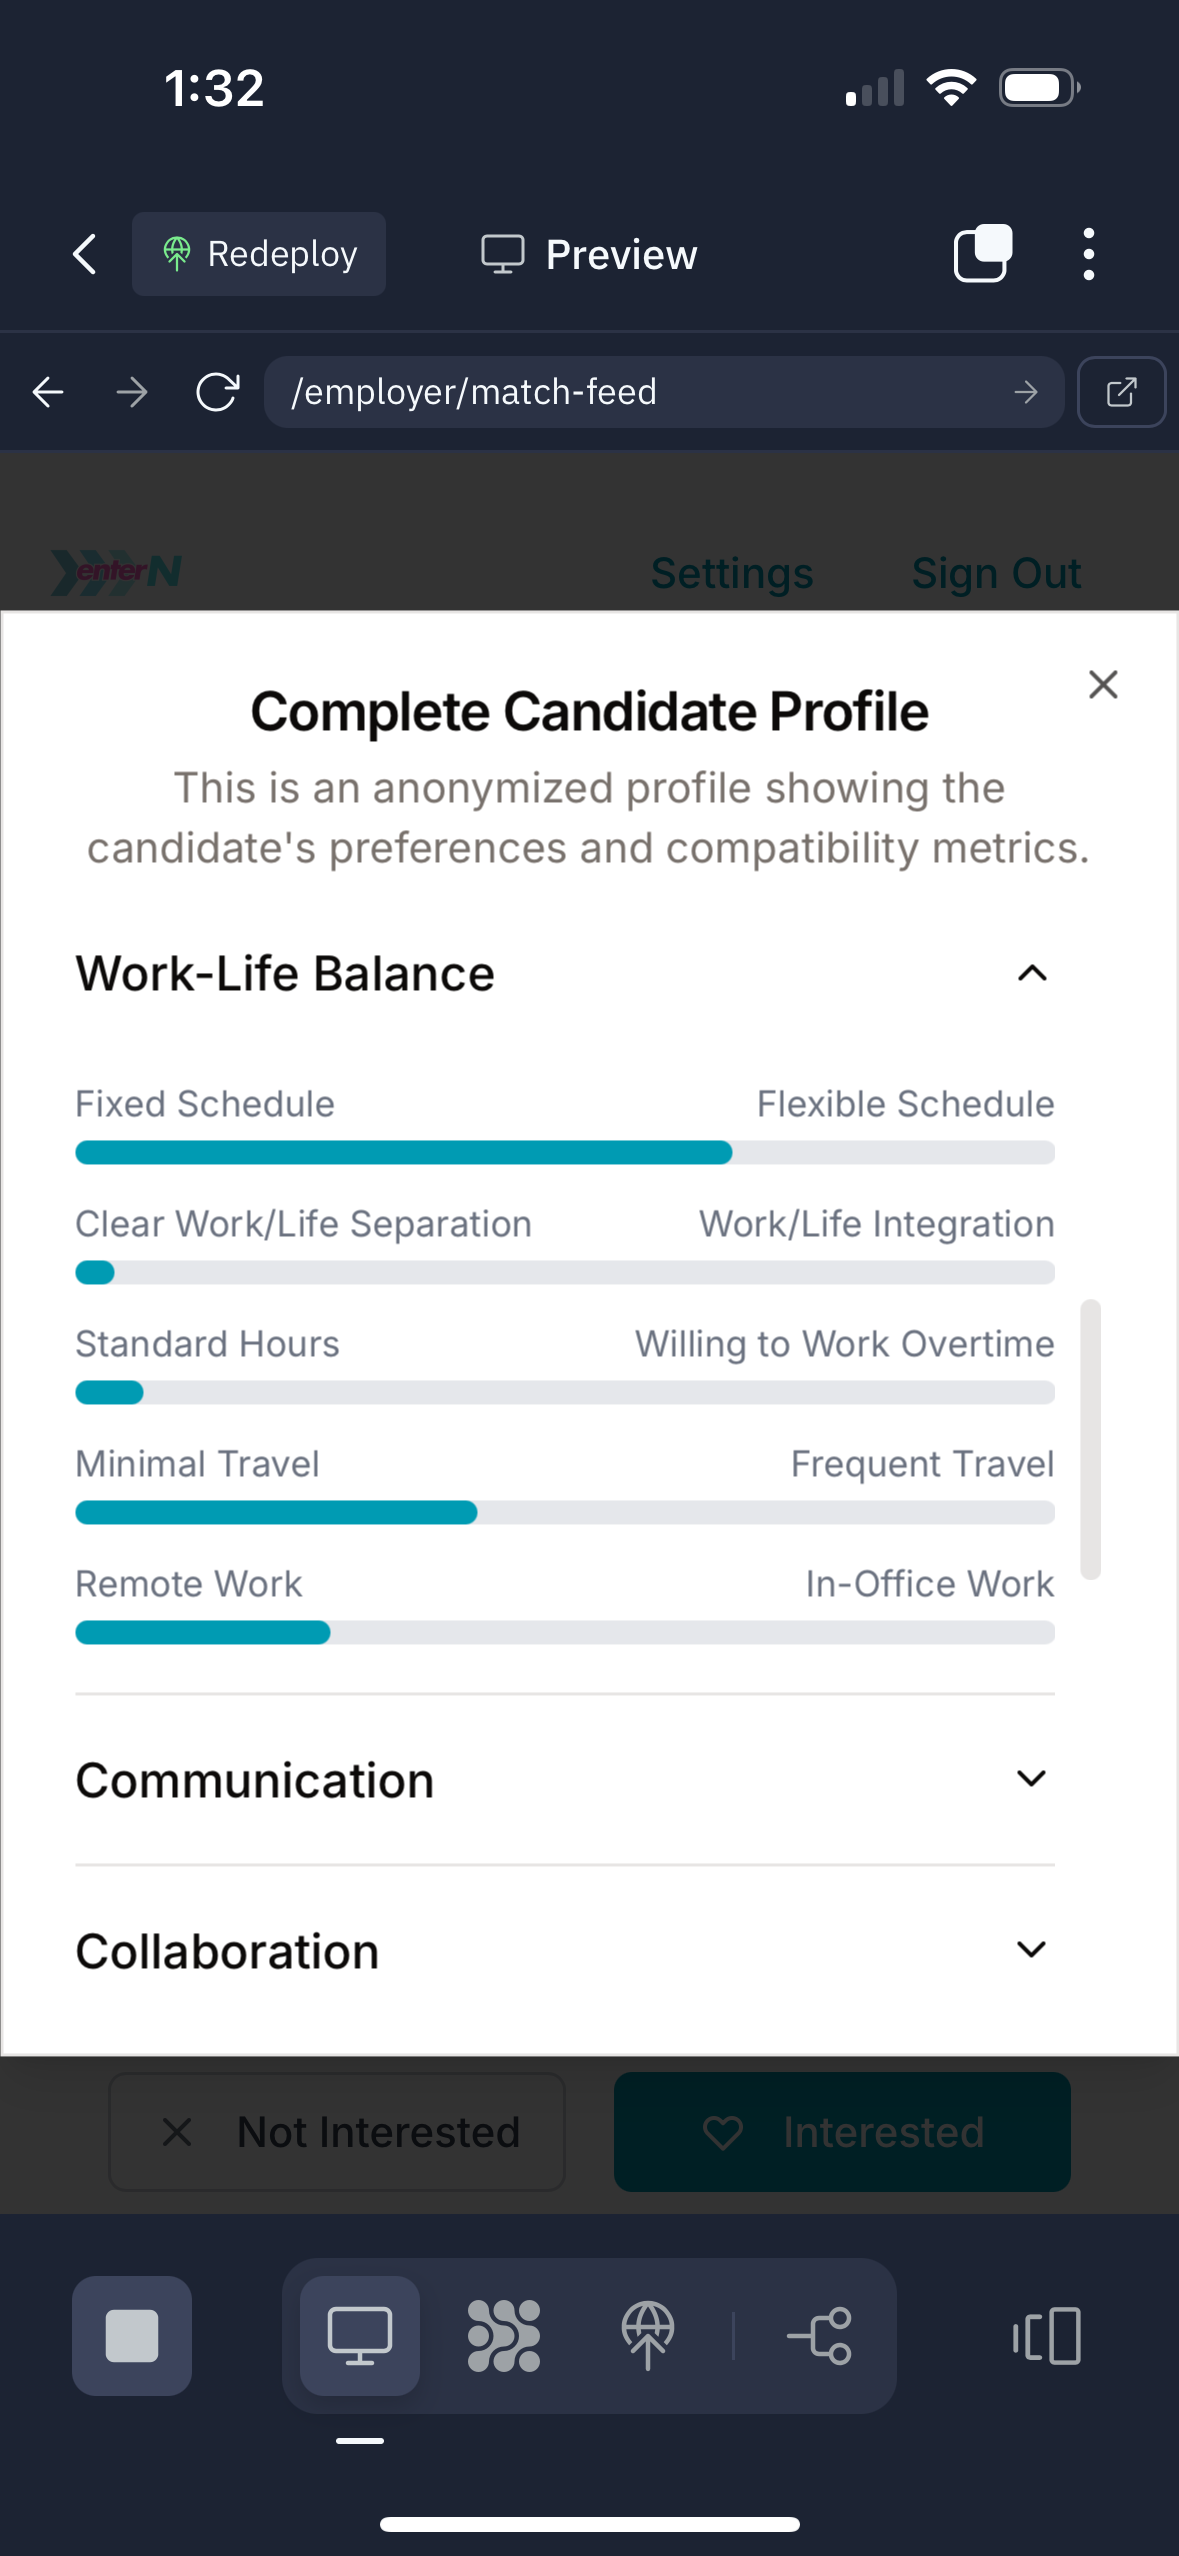 1:32
Redeploy
Preview
/employer/match-feed
enterN
Settings
Sign Out
Complete Candidate Profile
This is an anonymized profile showing the
candidate's preferences and compatibility metrics.
Work-Life Balance
Fixed Schedule
Flexible Schedule
Clear Work/Life Separation
Work/Life Integration
Standard Hours
Willing to Work Overtime
Minimal Travel
Frequent Travel
Remote Work
In-Office Work
Communication
Collaboration
Not Interested
Interested